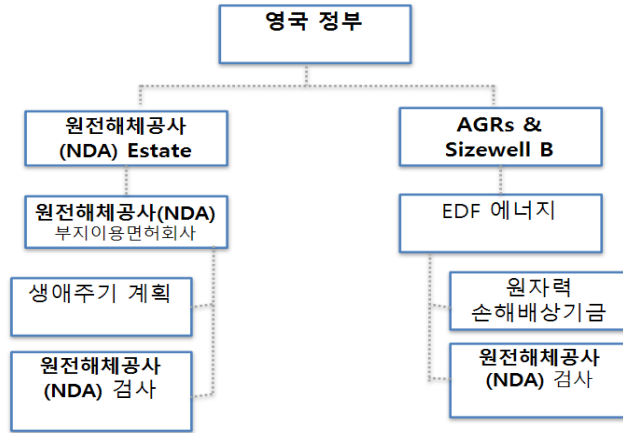 영국 정부
원전해체공사
(NDA) Estate
AGRs &
Sizewell B
원전해체공사(NDA)
부지이용면허회사
EDF 에너지
생애주기 계획
원자력
손해배상기금
원전해체공사
(NDA) 검사
원전해체공사
(NDA) 검사